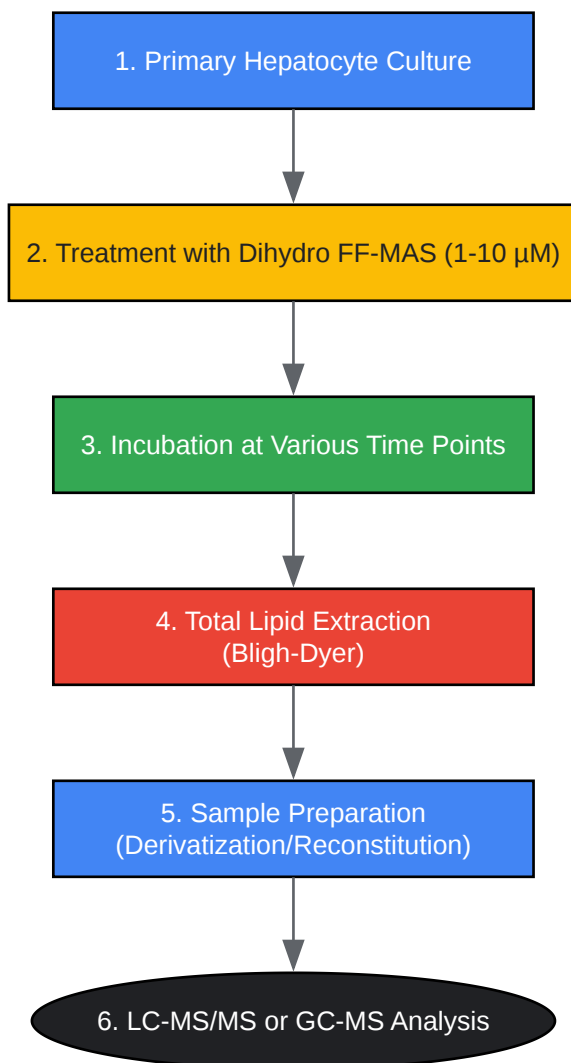 1. Primary Hepatocyte Culture
2. Treatment with Dihydro FF-MAS (1-10 µM)
3. Incubation at Various Time Points
4. Total Lipid Extraction
(Bligh-Dyer)
5. Sample Preparation
(Derivatization/Reconstitution)
6. LC-MS/MS or GC-MS Analysis